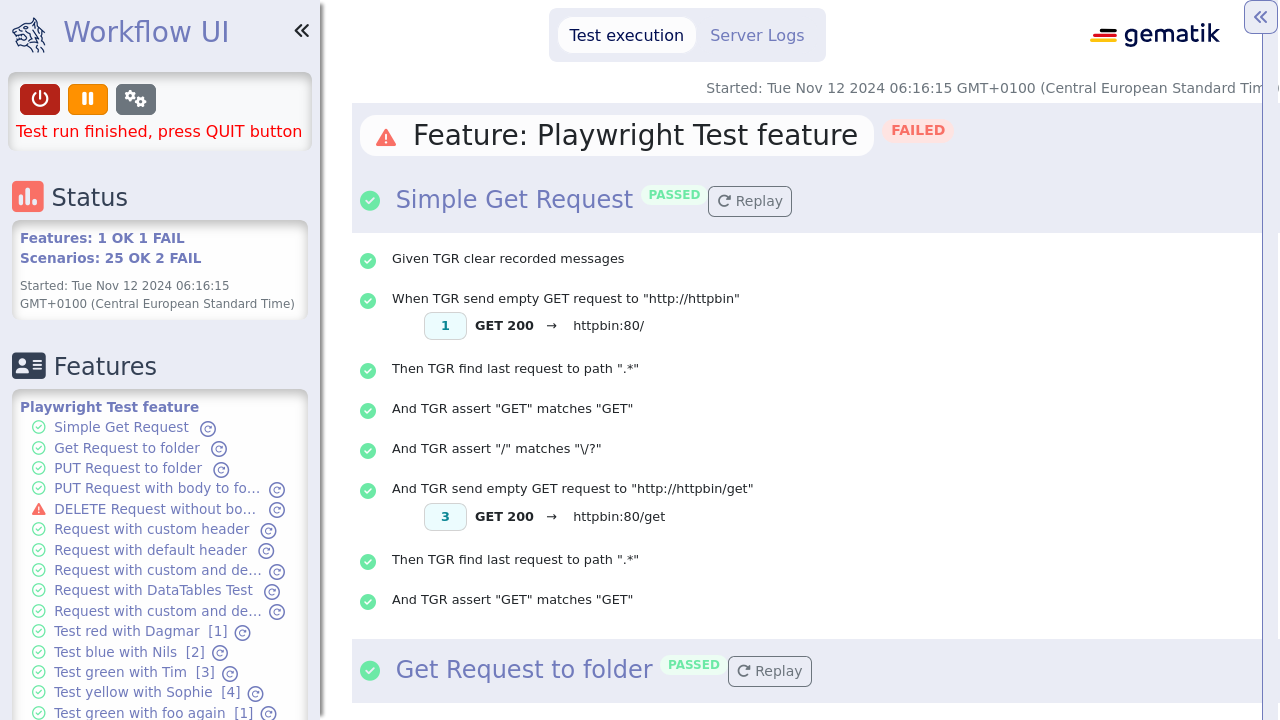 Workflow UI
Test run finished, press QUIT button
Status
Features: 1 OK 1 FAIL
Scenarios: 25 OK 2 FAIL
Started: Tue Nov 12 2024 06:16:15
GMT+0100 (Central European Standard Time)
Features
Playwright Test feature
Simple Get Request
Get Request to folder
PUT Request to folder
PUT Request with body to fo...
DELETE Request without bo...
Request with custom header
Request with default header
Request with custom and de...
Request with DataTables Test
Request with custom and de...
Test red with Dagmar [1]
Test blue with Nils [2]
Test green with Tim [3]
Test yellow with Sophie [4]
Test green with foo again [1]
Test execution
Server Logs
gematik
Started: Tue Nov 12 2024 06:16:15 GMT+0100 (Central European Standard Tim
Feature: Playwright Test feature
FAILED
Simple Get Request
PASSED
Replay
Given TGR clear recorded messages
When TGR send empty GET request to "http://httpbin"
1 GET 200 → httpbin:80/
Then TGR find last request to path ".*"
And TGR assert "GET" matches "GET"
And TGR assert "/" matches "\/?"
And TGR send empty GET request to "http://httpbin/get"
3 GET 200 → httpbin:80/get
Then TGR find last request to path ".*"
And TGR assert "GET" matches "GET"
Get Request to folder
PASSED
Replay